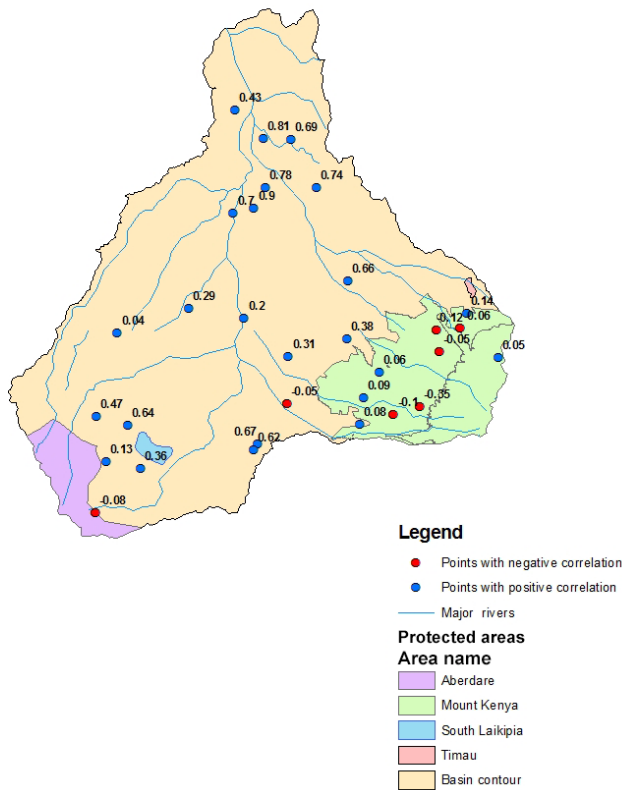 0.43
0.81 0.69
0.78 0.74
0.7 0.9
0.66
0.29 0.2
0.14
0.04
-0.12 -0.06
0.38
-0.05
0.31
0.06
0.05
-0.05
0.09
-0.1 -0.35
0.47
0.64
0.08
0.67 0.62
0.13
0.36
-0.08
Legend
Points with negative correlation
Points with positive correlation
Major rivers
Protected areas
Area name
Aberdare
Mount Kenya
South Laikipia
Timau
Basin contour